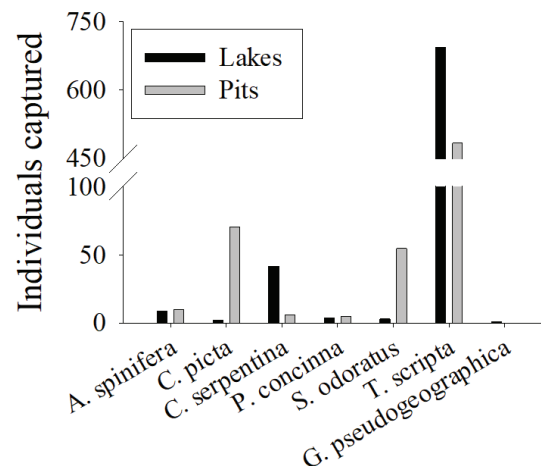 Individuals captured
750
600
450
100
50
0
Lakes
Pits
A. spinifera
C. picta
C. serpentina
P. concinna
S. odoratus
T. scripta
G. pseudogeographica